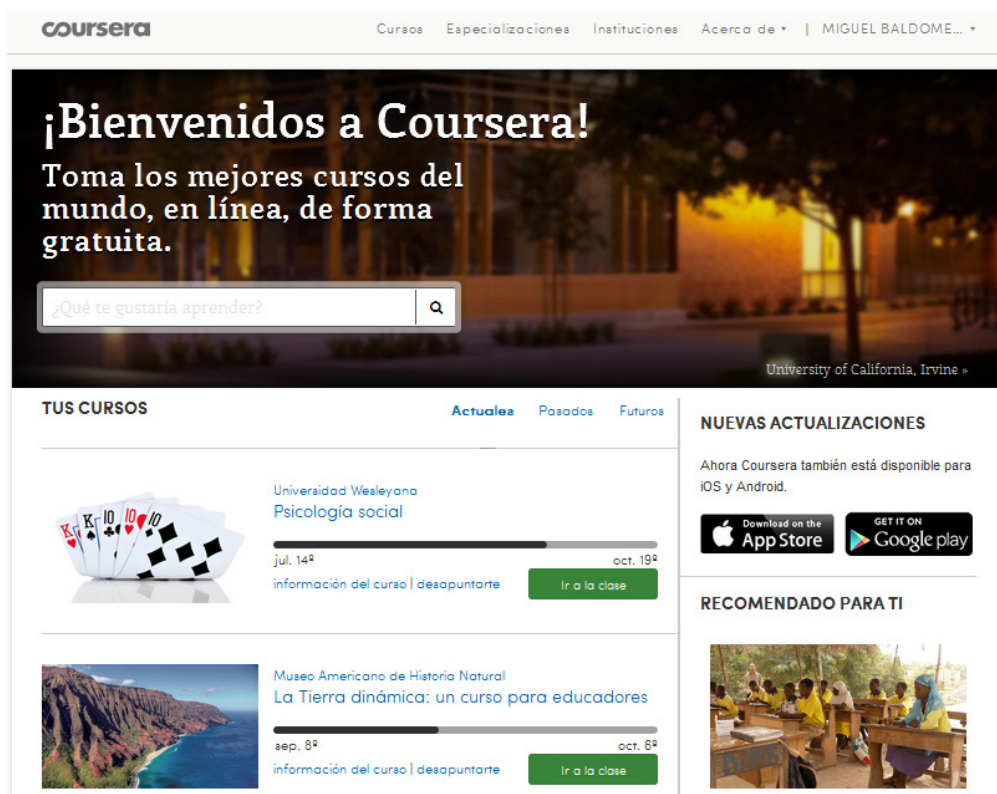 coursera
Cursos Especializaciones Instituciones Acerca de | MIGUEL BALDOME...
¡Bienvenidos a Coursera!
Toma los mejores cursos del
mundo, en línea, de forma
gratuita.
¿Qué te gustaría aprender?
University of California, Irvine »
TUS CURSOS
Actuales Pasados Futuros
Universidad Wesleyana
Psicología social
jul. 14º oct. 19º
información del curso | desapuntarte Ir a la clase
Museo Americano de Historia Natural
La Tierra dinámica: un curso para educadores
sep. 8º oct. 6º
información del curso | desapuntarte Ir a la clase
NUEVAS ACTUALIZACIONES
Ahora Coursera también está disponible para
iOS y Android.
Download on the
App Store
GET IT ON
Google play
RECOMENDADO PARA TI